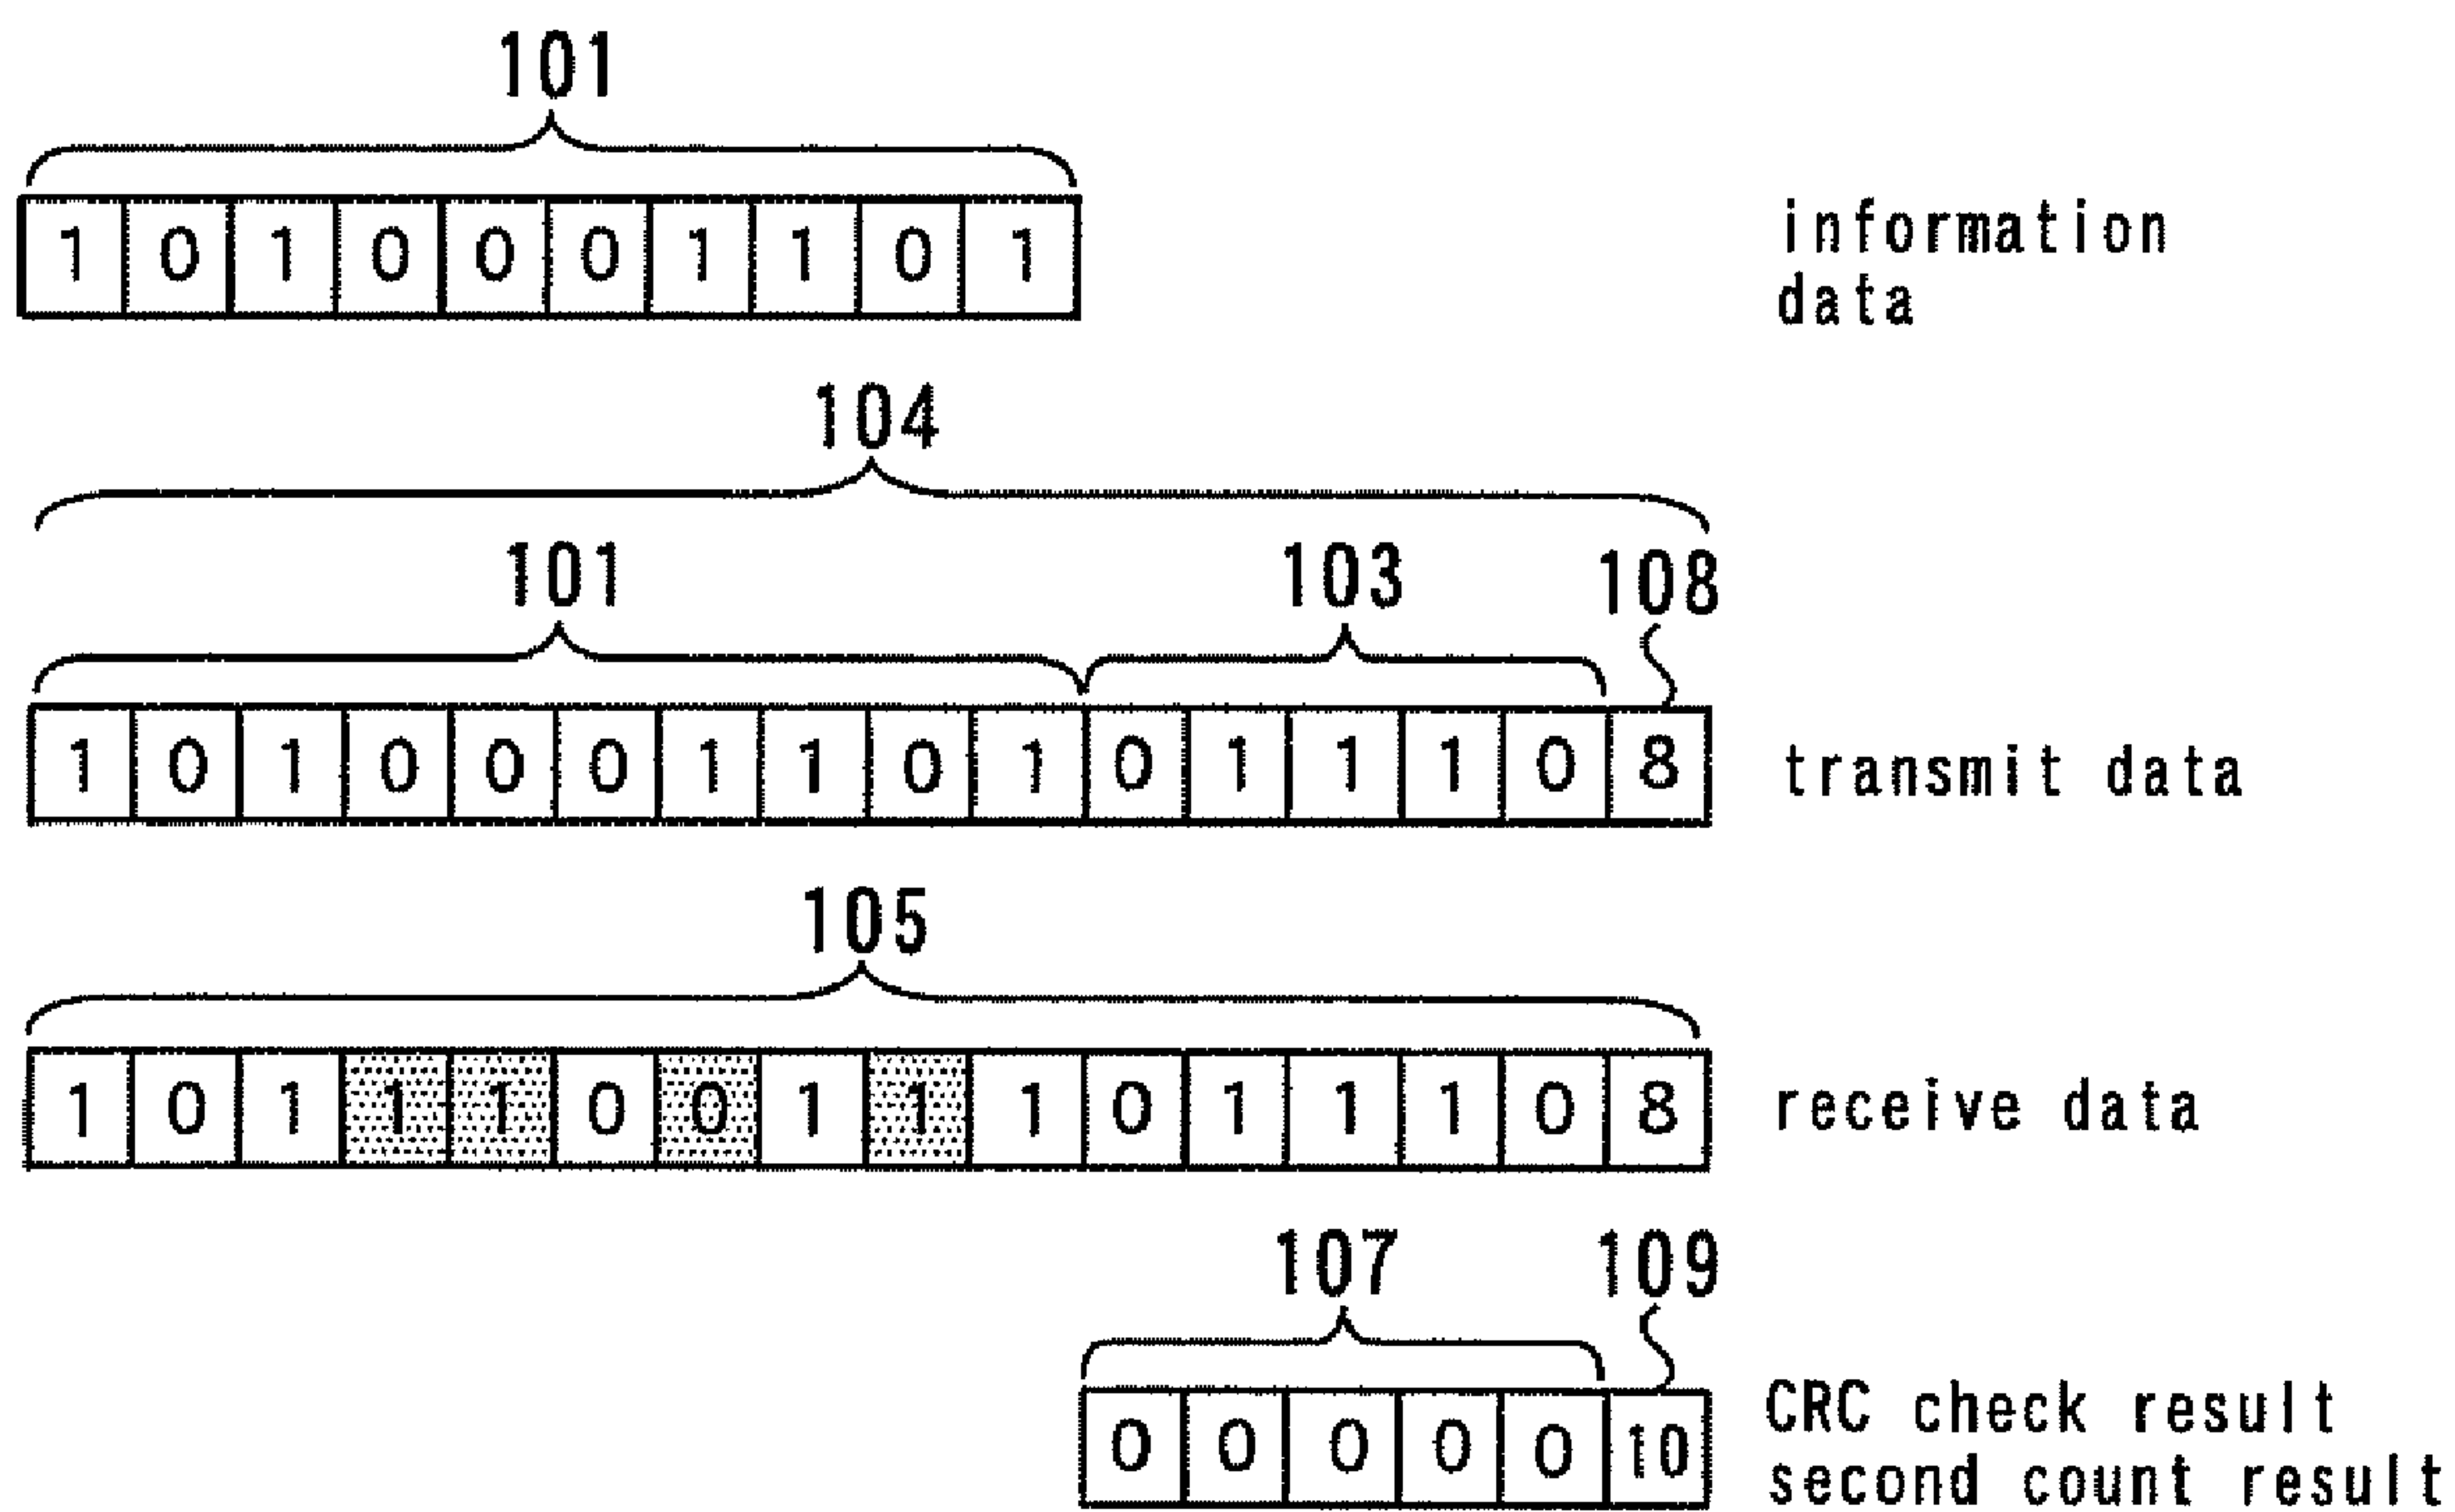 101
1 0 1 0 0 0 1 1 0 1
information
data
104
101 103 108
1 0 1 0 0 0 1 1 0 1 0 1 1 1 0 8
transmit data
105
1 0 1 1 1 0 0 1 1 1 0 1 1 1 0 8
receive data
107 109
0 0 0 0 0 10
CRC check result
second count result